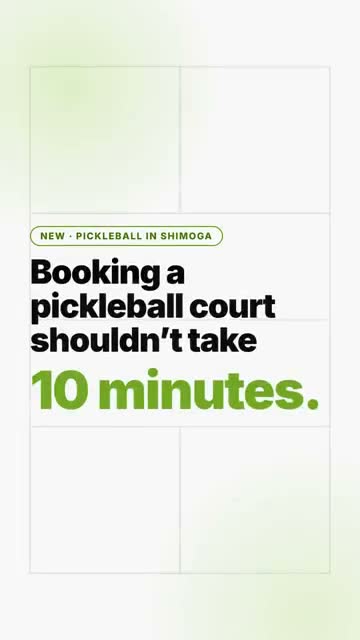 NEW · PICKLEBALL IN SHIMOGA
Booking a
pickleball court
shouldn’t take
10 minutes.